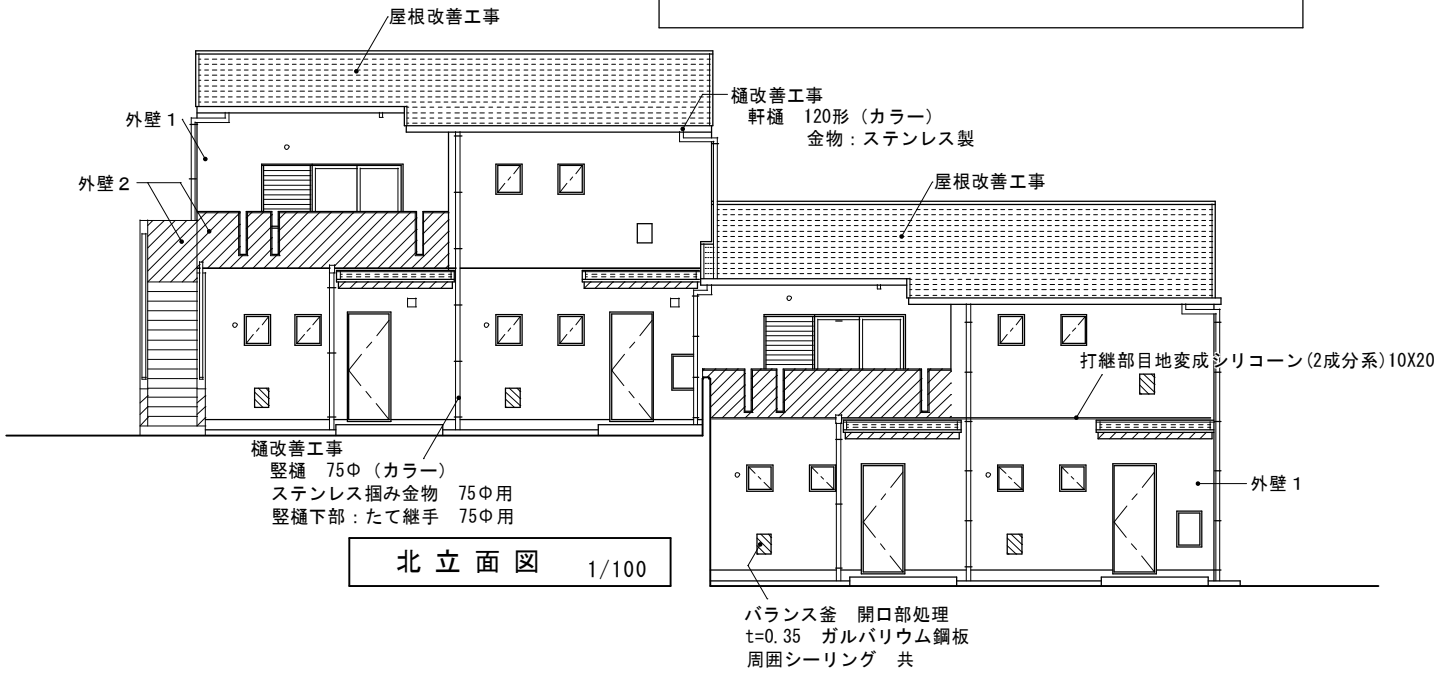 屋根改善工事
樋改善工事
軒樋　120形（カラー）
金物：ステンレス製
外壁１
外壁２
屋根改善工事
打継部目地変成シリコーン(2成分系)10X20
樋改善工事
竪樋　75Φ（カラー）
ステンレス掴み金物　75Φ用
竪樋下部：たて継手　75Φ用
外壁１
北立面図　1/100
バランス釜　開口部処理
t=0.35　ガルバリウム鋼板
周囲シーリング　共